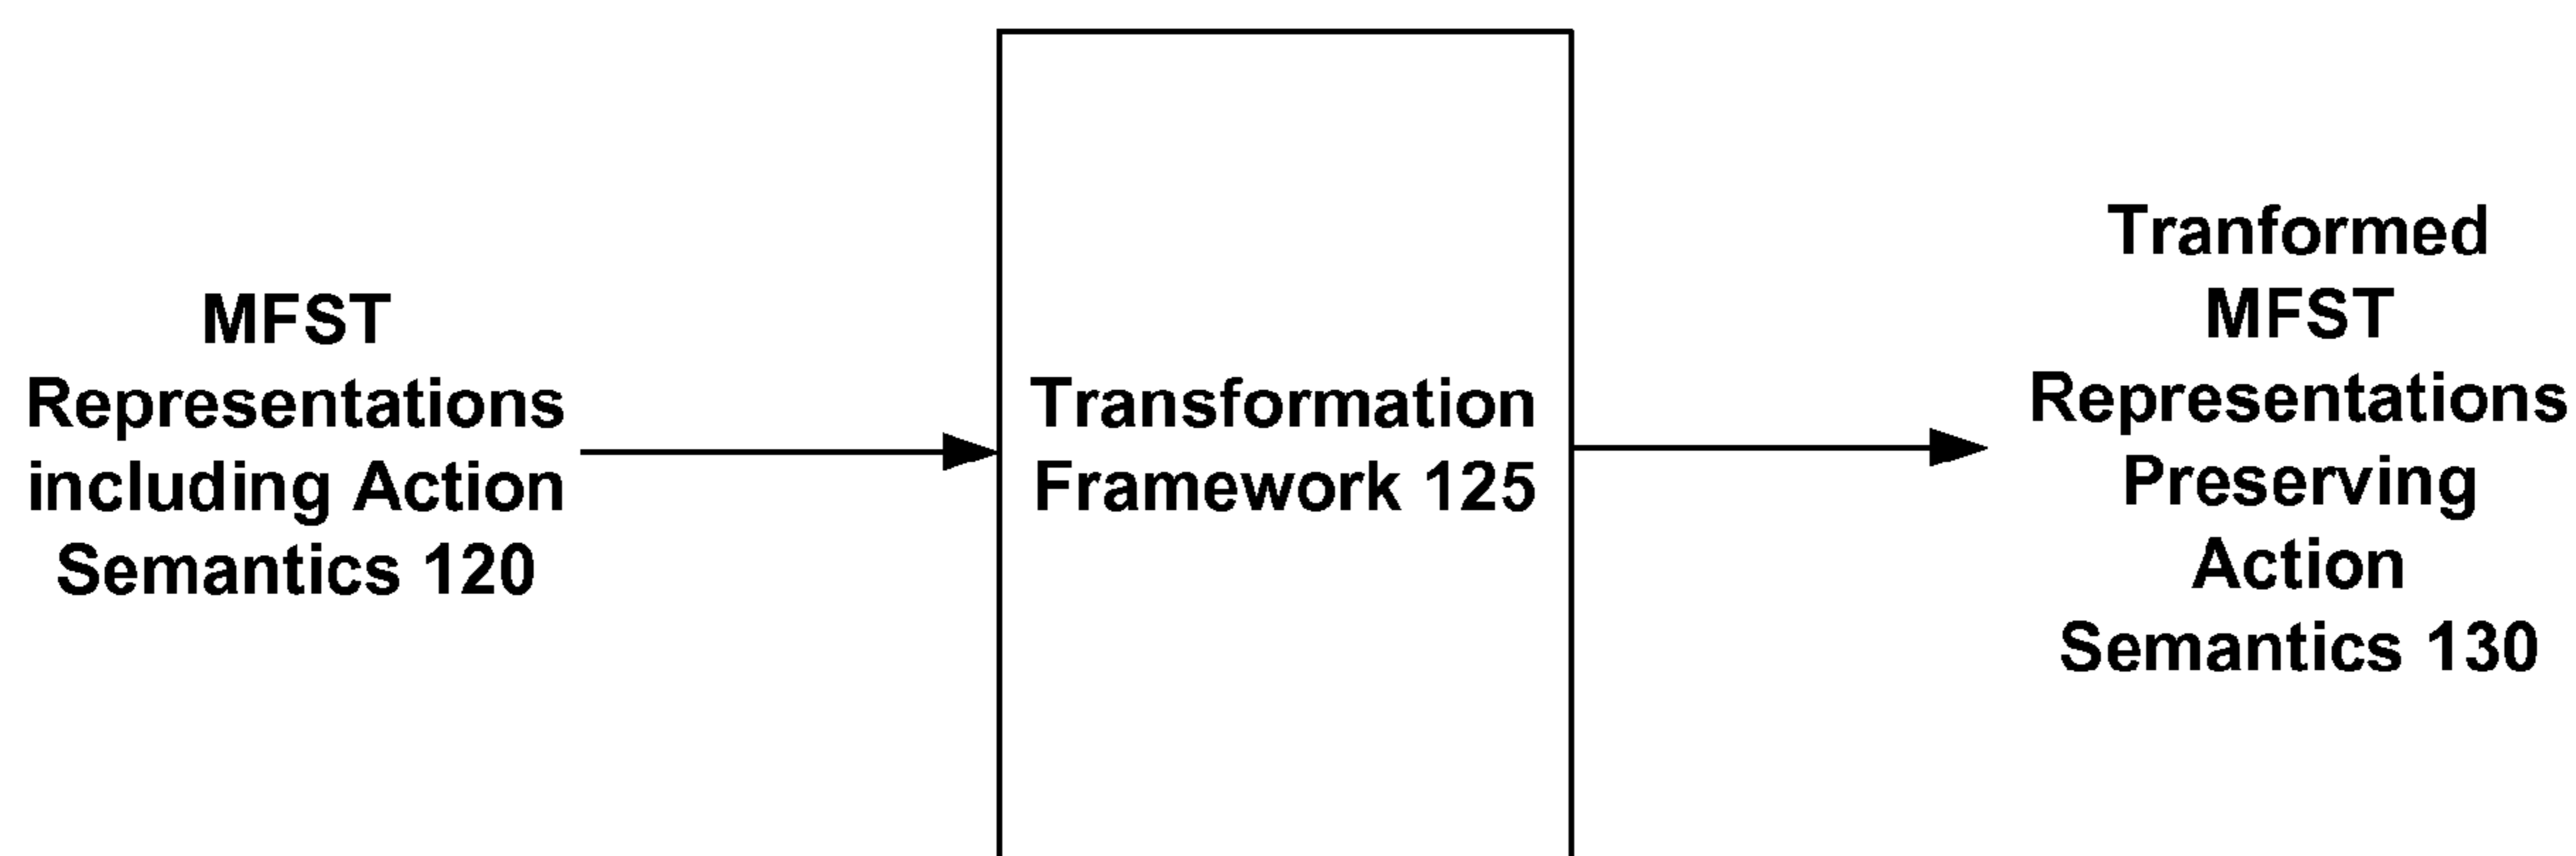 MFST
Representations
including Action
Semantics 120
Transformation
Framework 125
Tranformed
MFST
Representations
Preserving
Action
Semantics 130